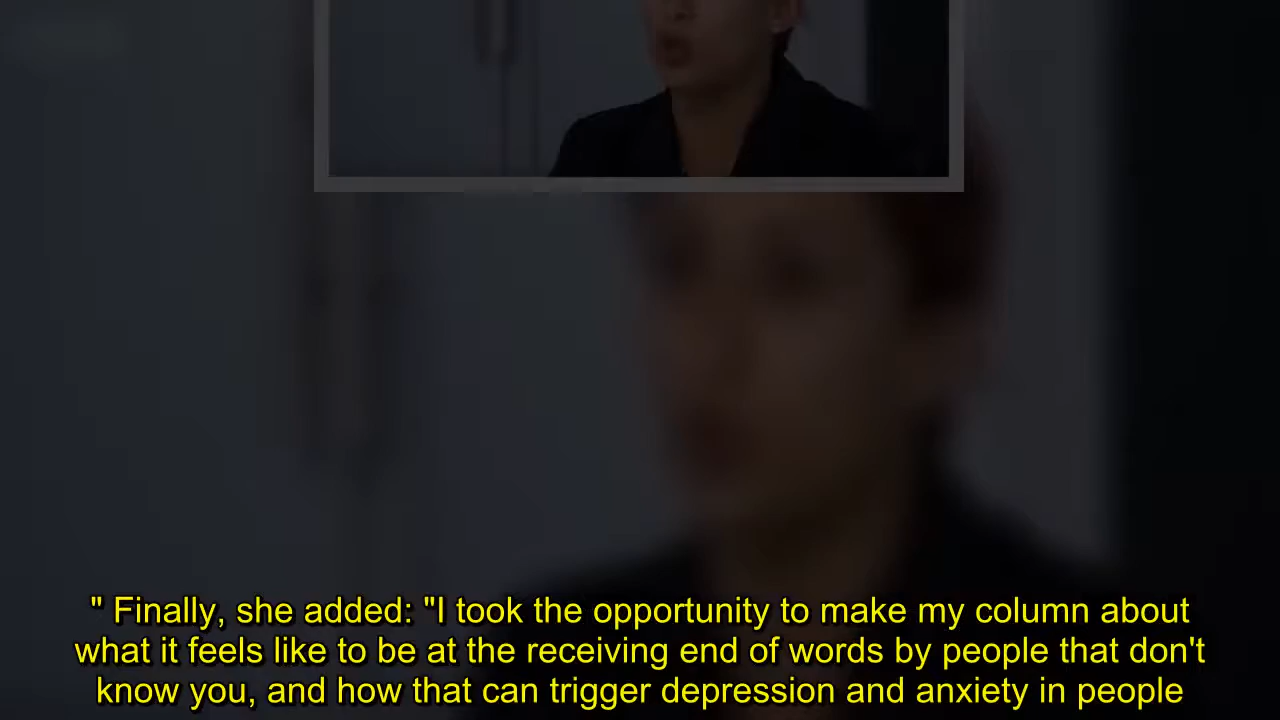 " Finally, she added: "I took the opportunity to make my column about
what it feels like to be at the receiving end of words by people that don't
know you, and how that can trigger depression and anxiety in people